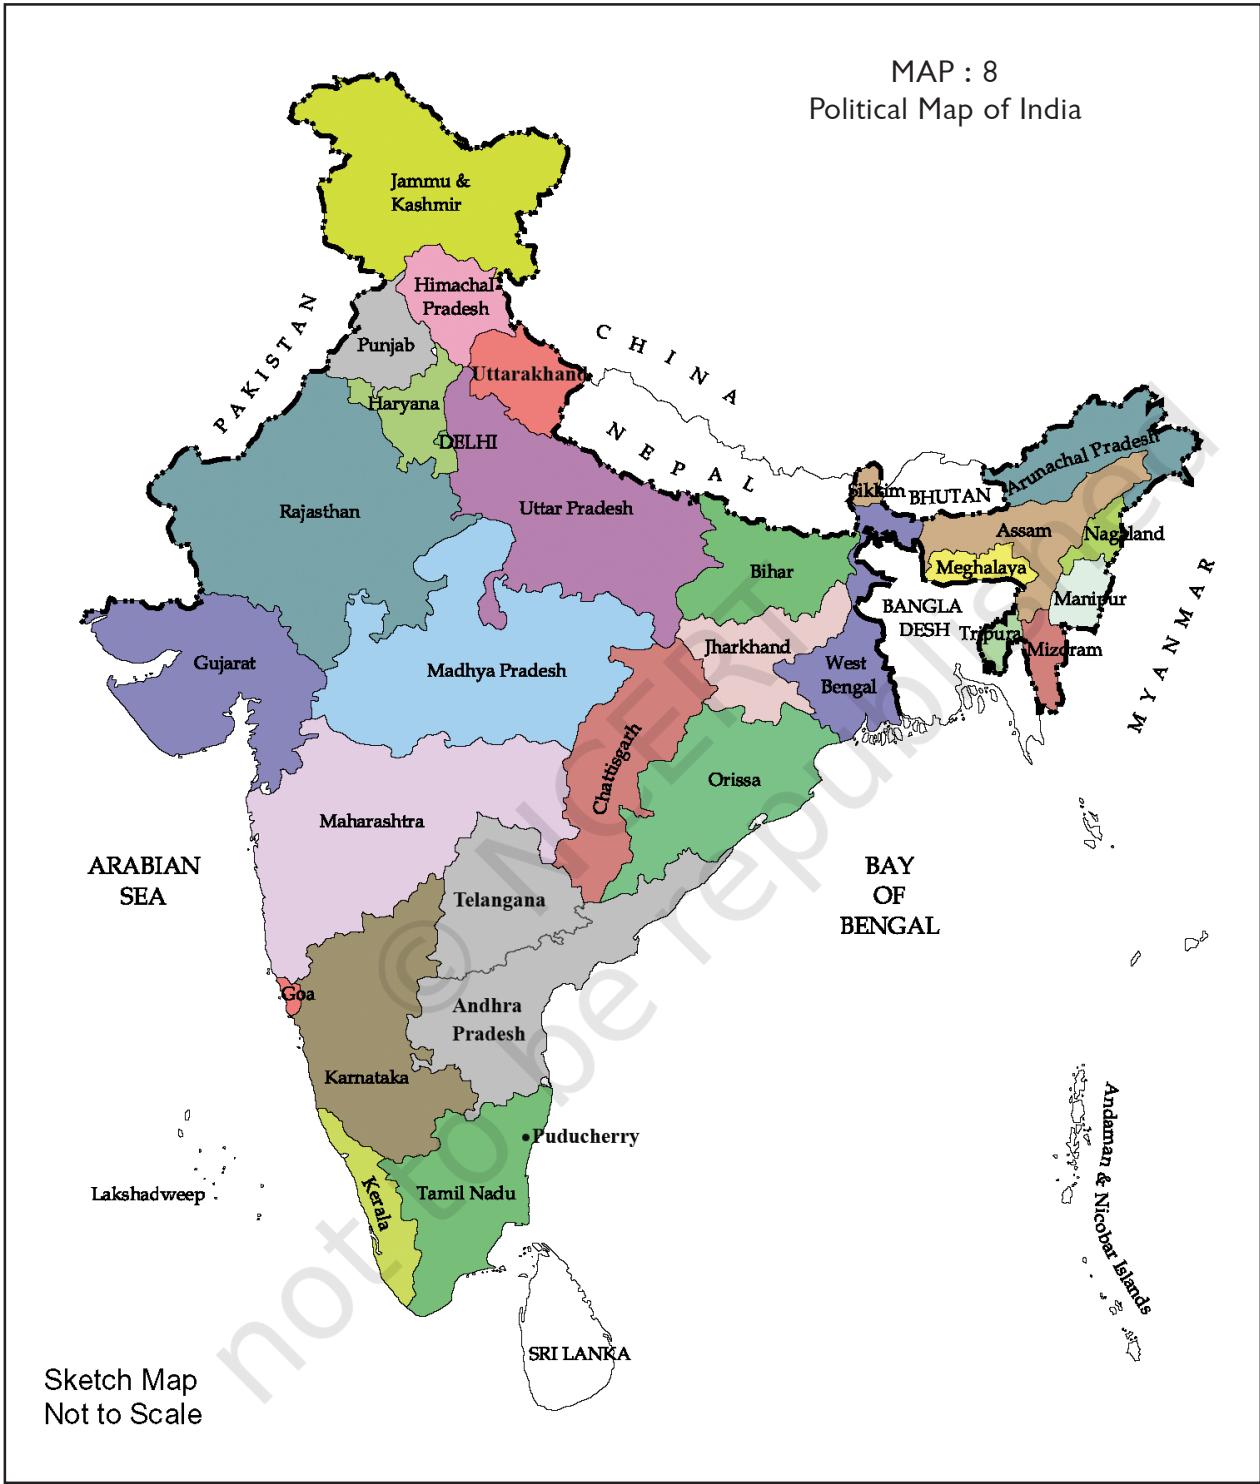 MAP : 8
Political Map of India
Jammu &
Kashmir
Himachal
Pradesh
Punjab
Uttarakhand
Haryana
DELHI
PAKISTAN
CHINA
NEPAL
Rajasthan
Uttar Pradesh
Sikkim
BHUTAN
Arunachal Pradesh
Assam
Nagaland
Meghalaya
Manipur
Bihar
BANGLA
DESH
Tripura
Mizoram
MYANMAR
Gujarat
Madhya Pradesh
Jharkhand
West
Bengal
Chattisgarh
Orissa
Maharashtra
ARABIAN
SEA
BAY
OF
BENGAL
Telangana
Goa
Andhra
Pradesh
Karnataka
Puducherry
Lakshadweep
Kerala
Tamil Nadu
Andaman & Nicobar Islands
SRI LANKA
Sketch Map
Not to Scale
© NCERT
not to be republished